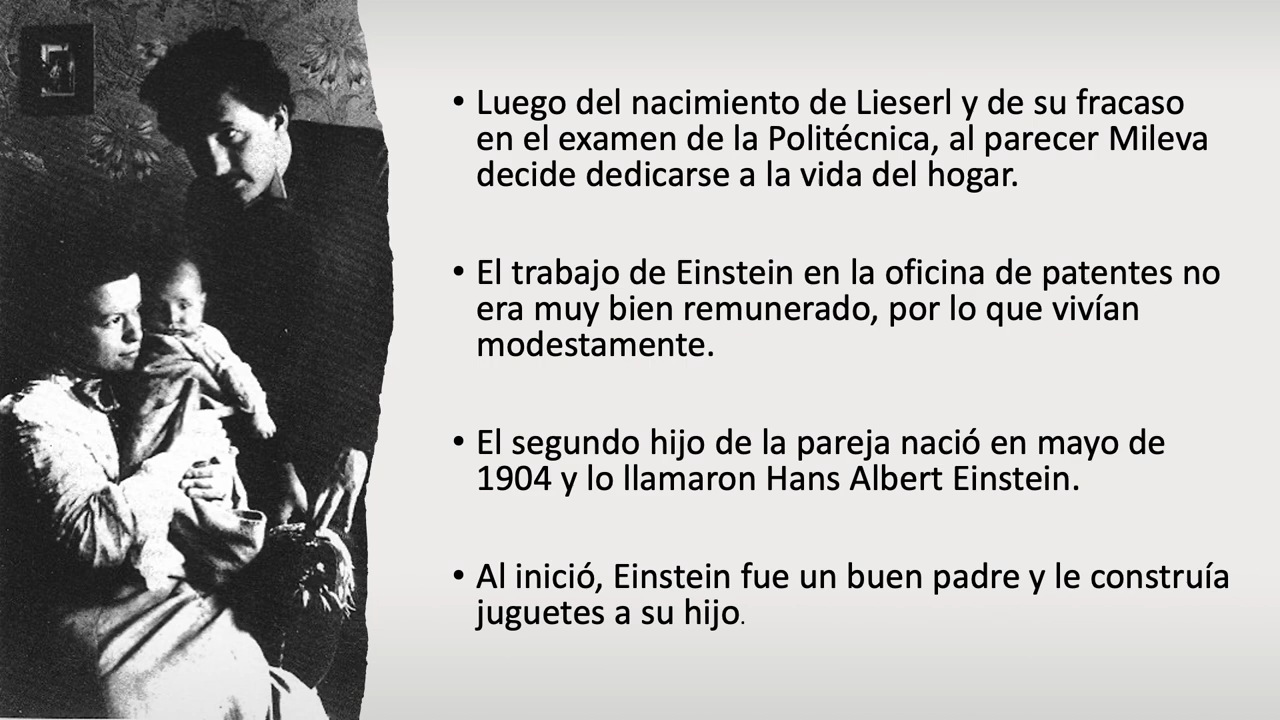 • Luego del nacimiento de Lieserl y de su fracaso
en el examen de la Politécnica, al parecer Mileva
decide dedicarse a la vida del hogar.
• El trabajo de Einstein en la oficina de patentes no
era muy bien remunerado, por lo que vivían
modestamente.
• El segundo hijo de la pareja nació en mayo de
1904 y lo llamaron Hans Albert Einstein.
• Al inició, Einstein fue un buen padre y le construía
juguetes a su hijo.